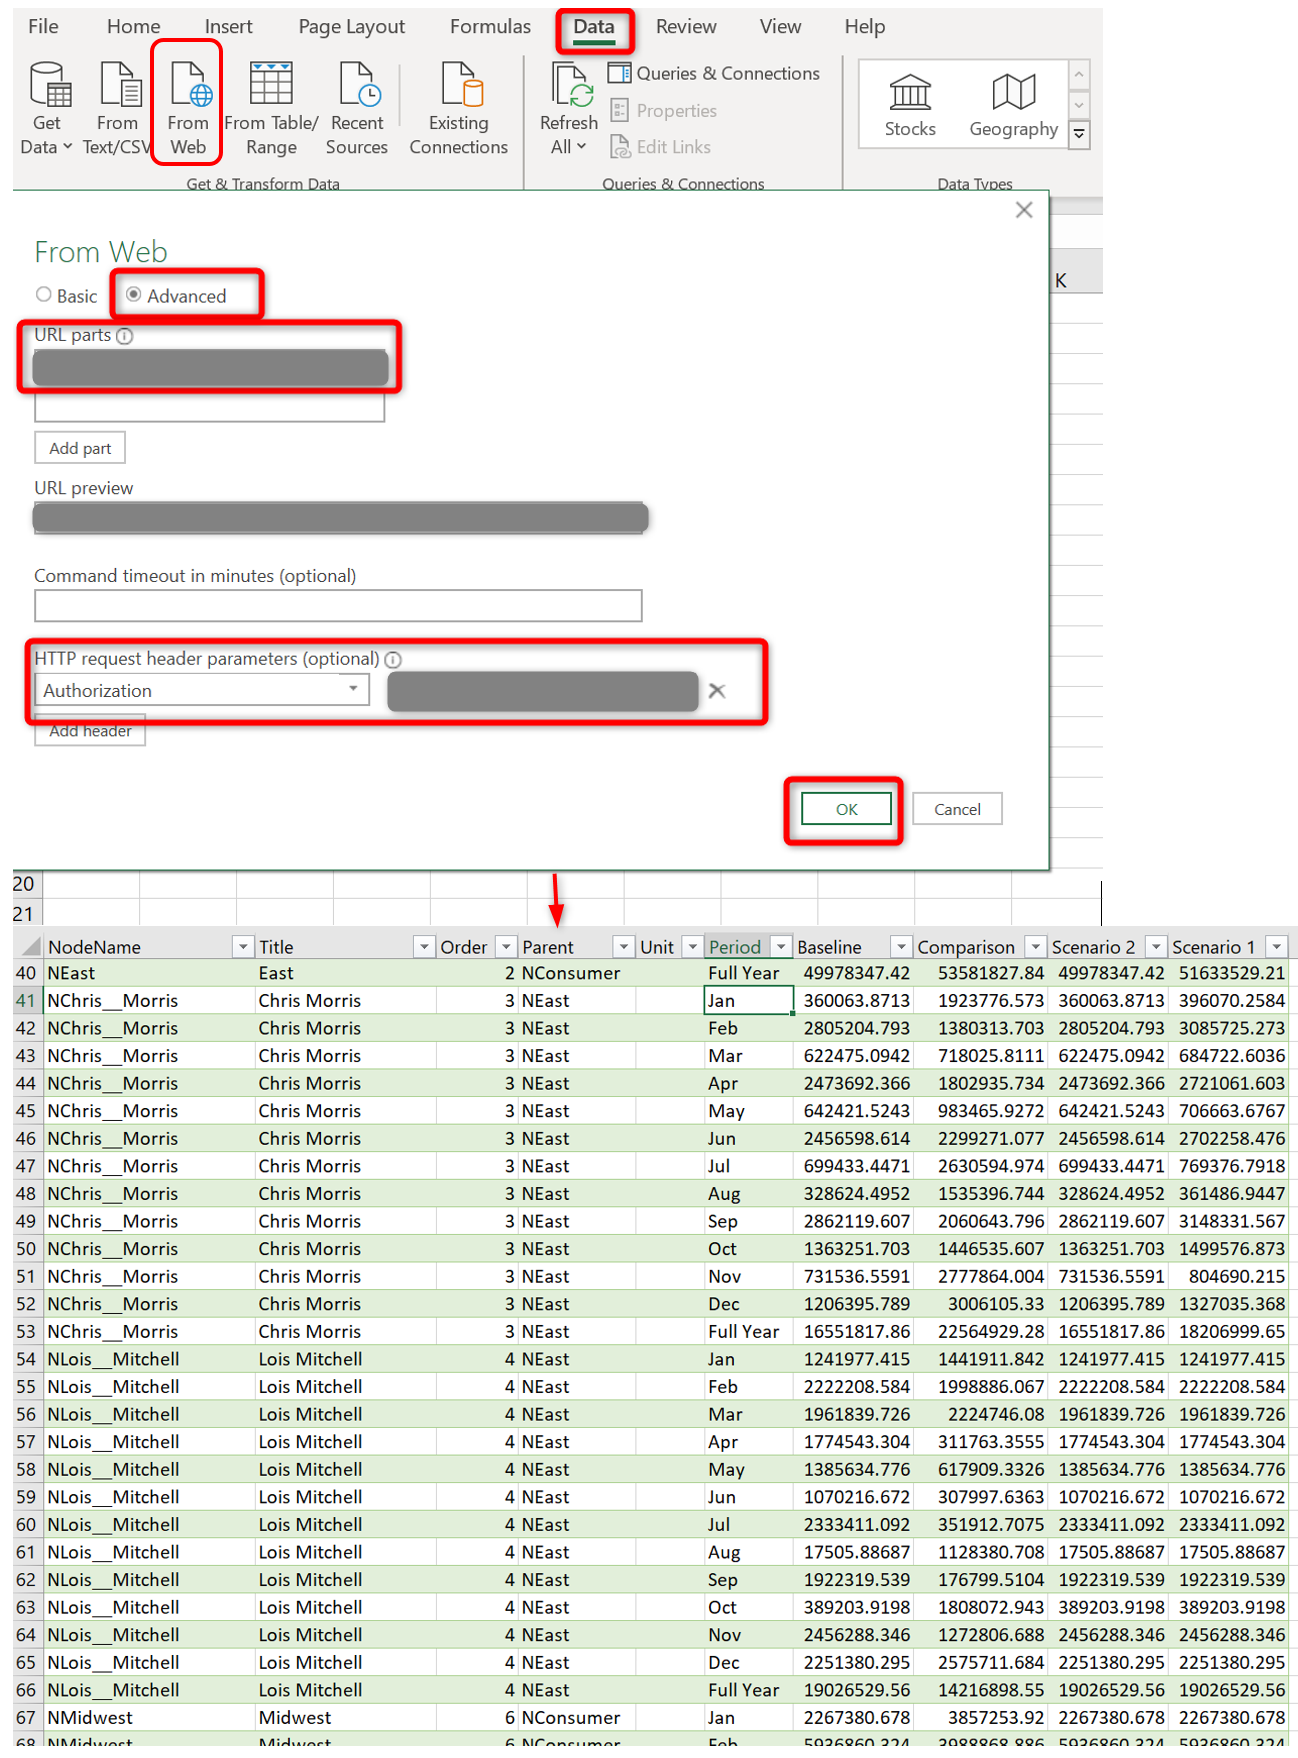 File Home Insert Page Layout Formulas Data Review View Help
Get Data From Text/CSV From Web From Table/ Range Recent Sources Existing Connections Refresh All Queries & Connections Properties Edit Links Stocks Geography
Get & Transform Data Queries & Connections Data Types
From Web
Basic Advanced
K
URL parts
Add part
URL preview
Command timeout in minutes (optional)
HTTP request header parameters (optional)
Authorization
Add header
OK Cancel
20
21
NodeName Title Order Parent Unit Period Baseline Comparison Scenario 2 Scenario 1
40 NEast East 2 NConsumer Full Year 49978347.42 53581827.84 49978347.42 51633529.21
41 NChris__Morris Chris Morris 3 NEast Jan 360063.8713 1923776.573 360063.8713 396070.2584
42 NChris__Morris Chris Morris 3 NEast Feb 2805204.793 1380313.703 2805204.793 3085725.273
43 NChris__Morris Chris Morris 3 NEast Mar 622475.0942 718025.8111 622475.0942 684722.6036
44 NChris__Morris Chris Morris 3 NEast Apr 2473692.366 1802935.734 2473692.366 2721061.603
45 NChris__Morris Chris Morris 3 NEast May 642421.5243 983465.9272 642421.5243 706663.6767
46 NChris__Morris Chris Morris 3 NEast Jun 2456598.614 2299271.077 2456598.614 2702258.476
47 NChris__Morris Chris Morris 3 NEast Jul 699433.4471 2630594.974 699433.4471 769376.7918
48 NChris__Morris Chris Morris 3 NEast Aug 328624.4952 1535396.744 328624.4952 361486.9447
49 NChris__Morris Chris Morris 3 NEast Sep 2862119.607 2060643.796 2862119.607 3148331.567
50 NChris__Morris Chris Morris 3 NEast Oct 1363251.703 1446535.607 1363251.703 1499576.873
51 NChris__Morris Chris Morris 3 NEast Nov 731536.5591 2777864.004 731536.5591 804690.215
52 NChris__Morris Chris Morris 3 NEast Dec 1206395.789 3006105.33 1206395.789 1327035.368
53 NChris__Morris Chris Morris 3 NEast Full Year 16551817.86 22564929.28 16551817.86 18206999.65
54 NLois__Mitchell Lois Mitchell 4 NEast Jan 1241977.415 1441911.842 1241977.415 1241977.415
55 NLois__Mitchell Lois Mitchell 4 NEast Feb 2222208.584 1998886.067 2222208.584 2222208.584
56 NLois__Mitchell Lois Mitchell 4 NEast Mar 1961839.726 2224746.08 1961839.726 1961839.726
57 NLois__Mitchell Lois Mitchell 4 NEast Apr 1774543.304 311763.3555 1774543.304 1774543.304
58 NLois__Mitchell Lois Mitchell 4 NEast May 1385634.776 617909.3326 1385634.776 1385634.776
59 NLois__Mitchell Lois Mitchell 4 NEast Jun 1070216.672 307997.6363 1070216.672 1070216.672
60 NLois__Mitchell Lois Mitchell 4 NEast Jul 2333411.092 351912.7075 2333411.092 2333411.092
61 NLois__Mitchell Lois Mitchell 4 NEast Aug 17505.88687 1128380.708 17505.88687 17505.88687
62 NLois__Mitchell Lois Mitchell 4 NEast Sep 1922319.539 176799.5104 1922319.539 1922319.539
63 NLois__Mitchell Lois Mitchell 4 NEast Oct 389203.9198 1808072.943 389203.9198 389203.9198
64 NLois__Mitchell Lois Mitchell 4 NEast Nov 2456288.346 1272806.688 2456288.346 2456288.346
65 NLois__Mitchell Lois Mitchell 4 NEast Dec 2251380.295 2575711.684 2251380.295 2251380.295
66 NLois__Mitchell Lois Mitchell 4 NEast Full Year 19026529.56 14216898.55 19026529.56 19026529.56
67 NMidwest Midwest 6 NConsumer Jan 2267380.678 3857253.92 2267380.678 2267380.678
68 NMidwest Midwest 6 NConsumer Feb 5936860.324 3988868.886 5936860.324 5936860.324